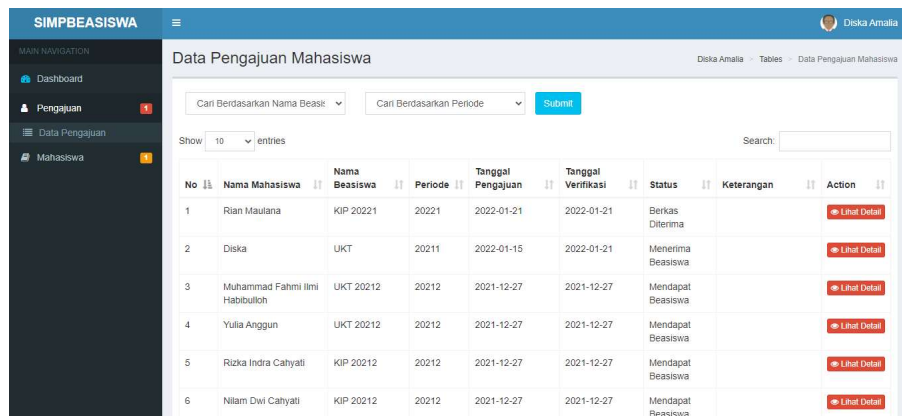 SIMPBEASISWA
Diska Amalia
MAIN NAVIGATION
Dashboard
Pengajuan 1
Data Pengajuan
Mahasiswa 1
Data Pengajuan Mahasiswa
Diska Amalia > Tables > Data Pengajuan Mahasiswa
Cari Berdasarkan Nama Beasis Cari Berdasarkan Periode Submit
Show 10 entries Search:
No Nama Mahasiswa Nama Beasiswa Periode Tanggal Pengajuan Tanggal Verifikasi Status Keterangan Action
1 Rian Maulana KIP 20221 20221 2022-01-21 2022-01-21 Berkas Diterima Lihat Detail
2 Diska UKT 20211 2022-01-15 2022-01-21 Menerima Beasiswa Lihat Detail
3 Muhammad Fahmi Ilmi Habibulloh UKT 20212 20212 2021-12-27 2021-12-27 Mendapat Beasiswa Lihat Detail
4 Yulia Anggun UKT 20212 20212 2021-12-27 2021-12-27 Mendapat Beasiswa Lihat Detail
5 Rizka Indra Cahyati KIP 20212 20212 2021-12-27 2021-12-27 Mendapat Beasiswa Lihat Detail
6 Nilam Dwi Cahyati KIP 20212 20212 2021-12-27 2021-12-27 Mendapat Beasiswa Lihat Detail